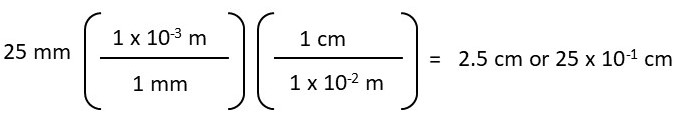 25 mm ( 1 x 10⁻³ m / 1 mm ) ( 1 cm / 1 x 10⁻² m ) = 2.5 cm or 25 x 10⁻¹ cm